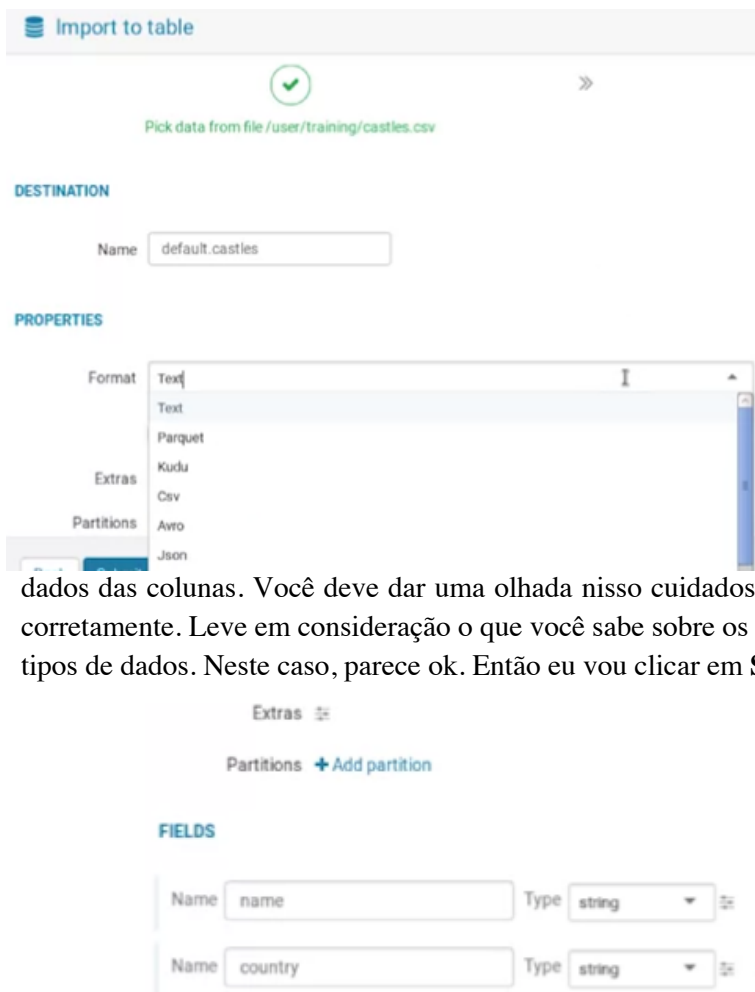 Import to table
Pick data from file /user/training/castles.csv
DESTINATION
Name default.castles
PROPERTIES
Format Text
Text
Parquet
Extras Kudu
Csv
Partitions Avro
Json
dados das colunas. Você deve dar uma olhada nisso cuidados
corretamente. Leve em consideração o que você sabe sobre os
tipos de dados. Neste caso, parece ok. Então eu vou clicar em
Extras
Partitions + Add partition
FIELDS
Name name Type string
Name country Type string